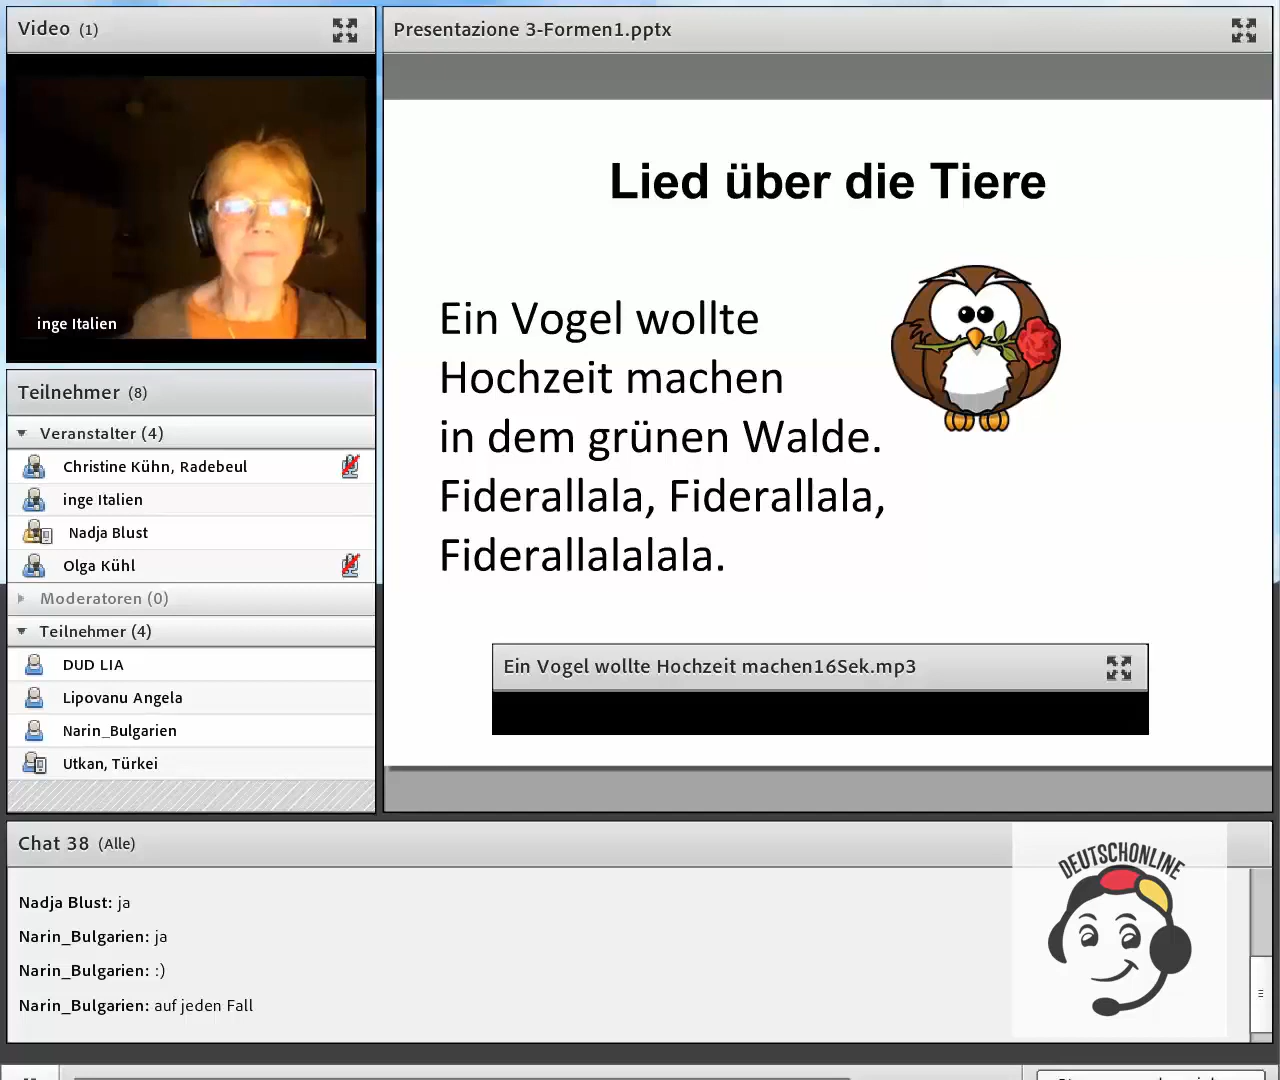 Video (1)
inge Italien
Teilnehmer (8)
Veranstalter (4)
Christine Kühn, Radebeul
inge Italien
Nadja Blust
Olga Kühl
Moderatoren (0)
Teilnehmer (4)
DUD LIA
Lipovanu Angela
Narin_Bulgarien
Utkan, Türkei
Presentazione 3-Formen1.pptx
Lied über die Tiere
Ein Vogel wollte
Hochzeit machen
in dem grünen Walde.
Fiderallala, Fiderallala,
Fiderallalalala.
Ein Vogel wollte Hochzeit machen16Sek.mp3
Chat 38 (Alle)
Nadja Blust: ja
Narin_Bulgarien: ja
Narin_Bulgarien: :)
Narin_Bulgarien: auf jeden Fall
DEUTSCHONLINE